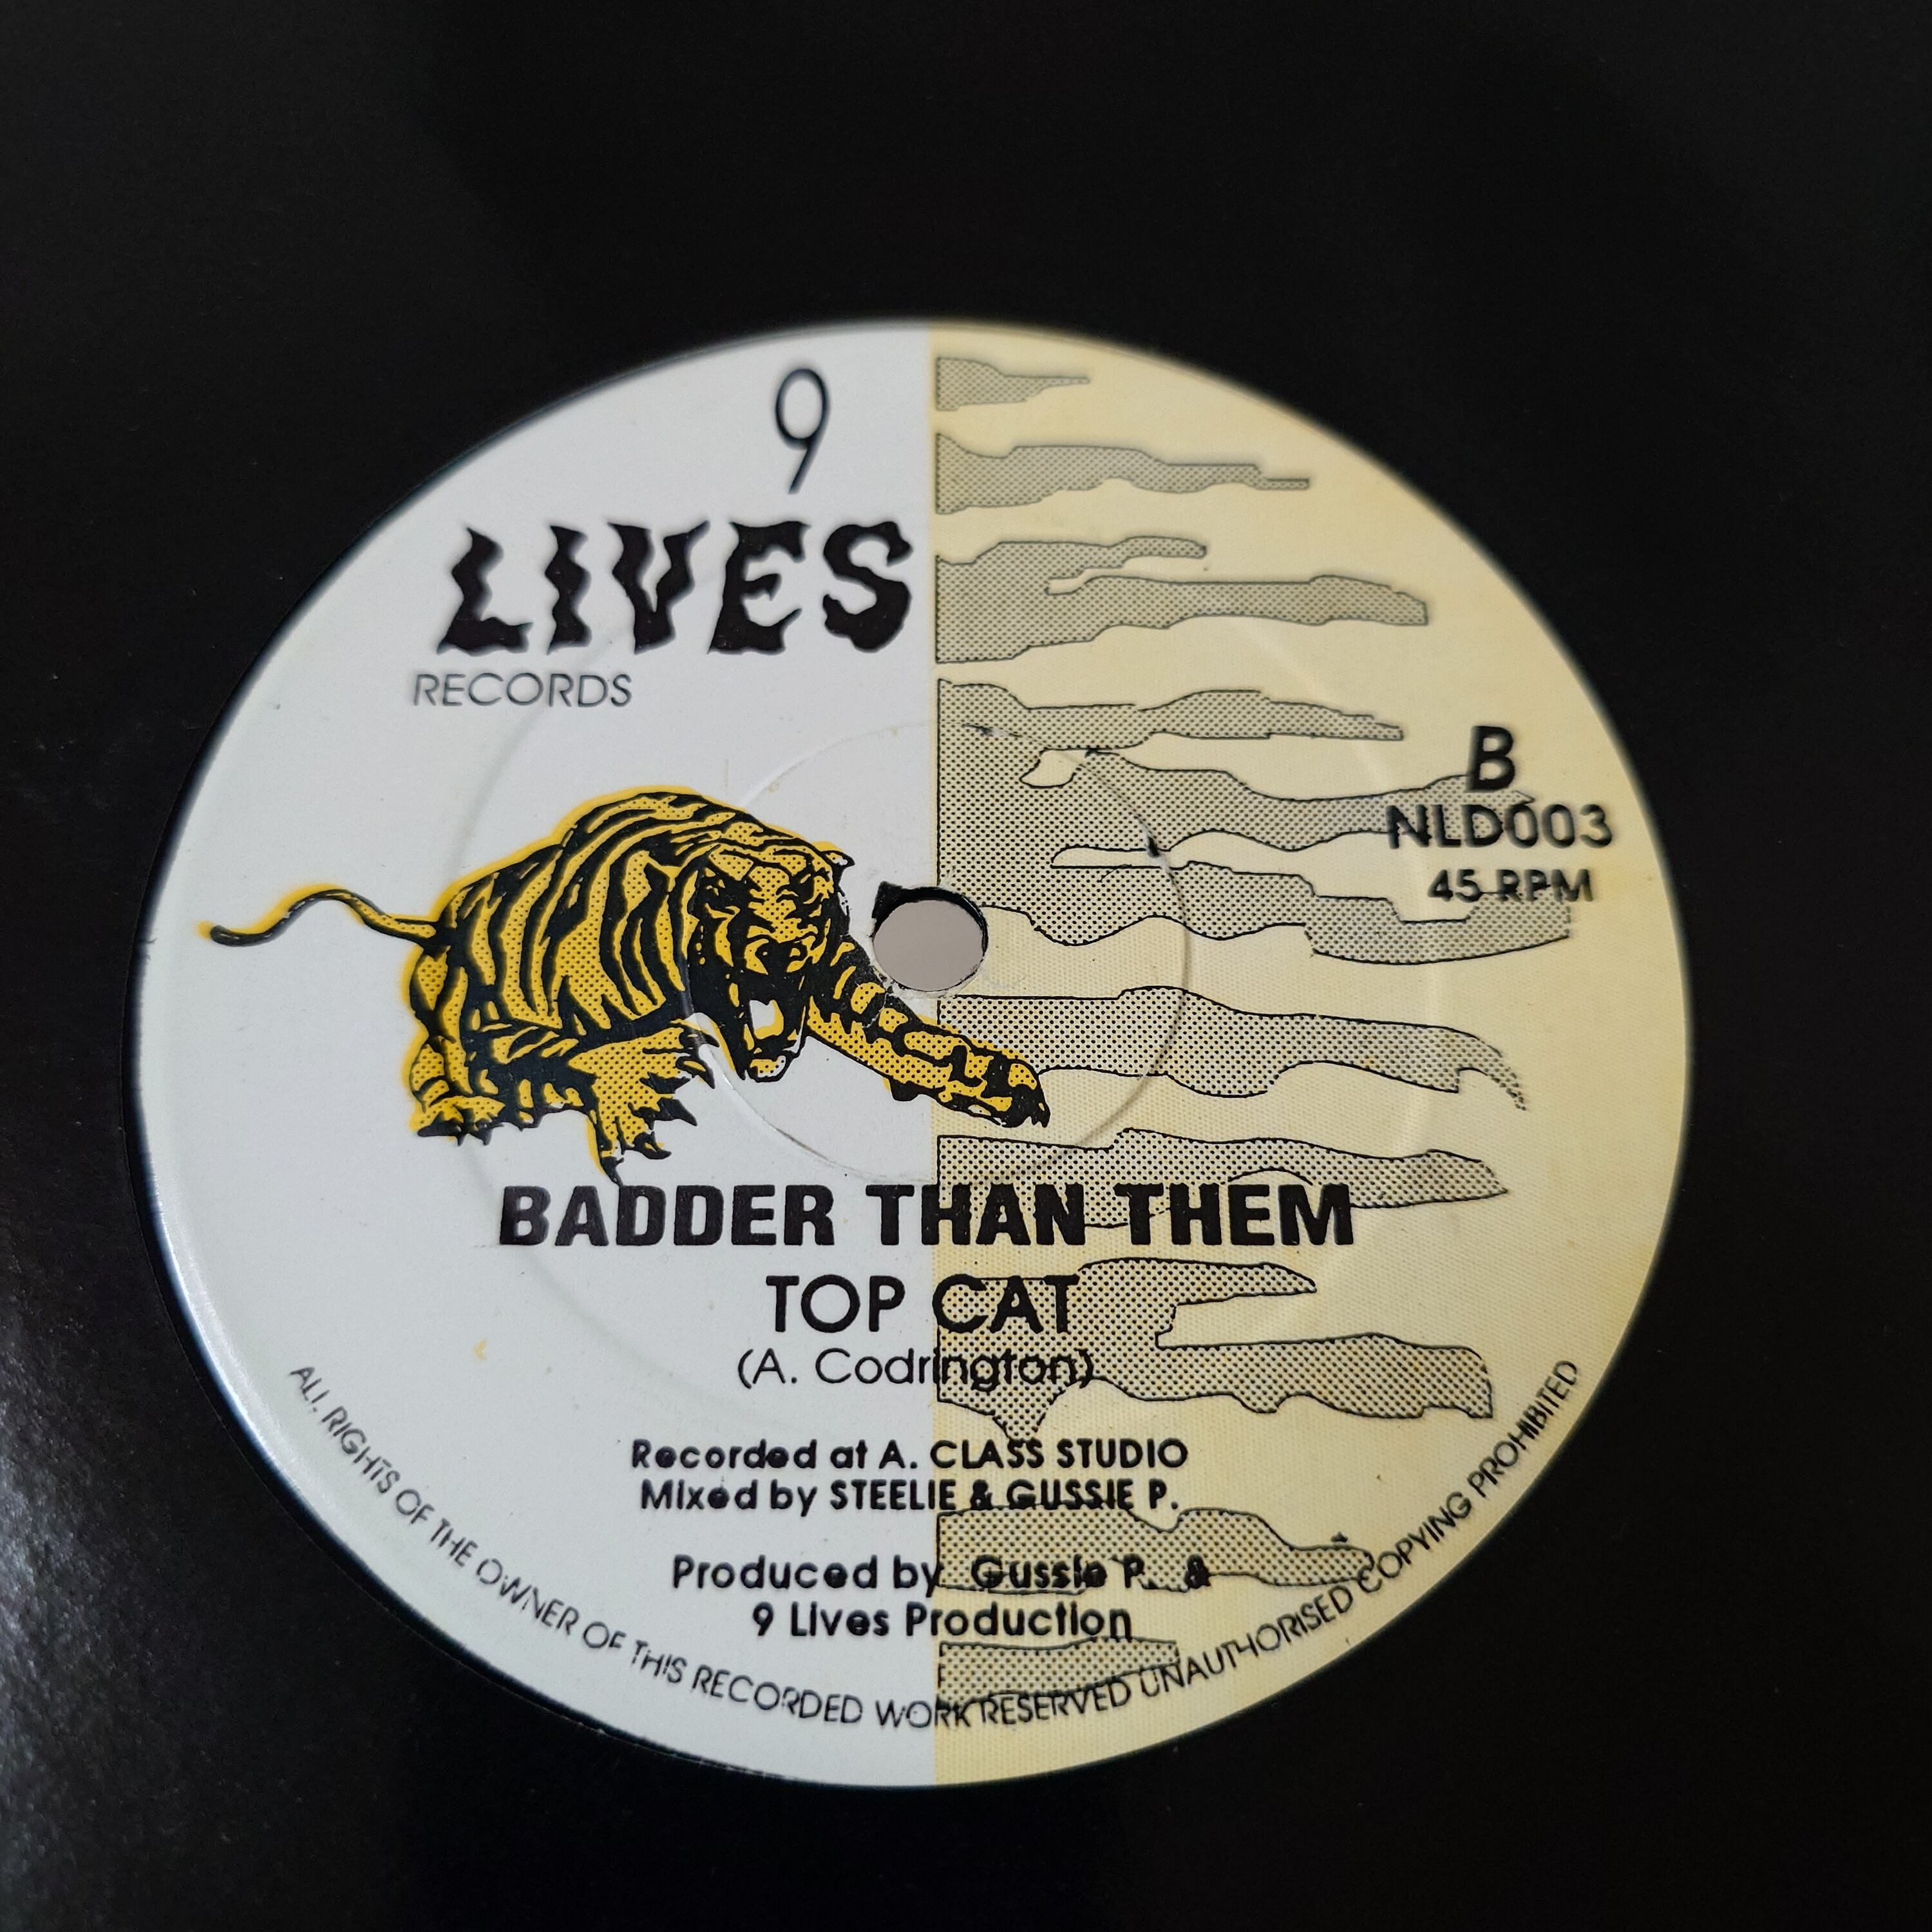 9
LIVES
RECORDS
B
NLD003
45 RPM
BADDER THAN THEM
TOP CAT
(A. Codrington)
Recorded at A. CLASS STUDIO
Mixed by STEELIE & GUSSIE P.
Produced by Gussie P. &
9 Lives Production
ALL RIGHTS OF THE OWNER OF THIS RECORDED WORK RESERVED UNAUTHORISED COPYING PROHIBITED